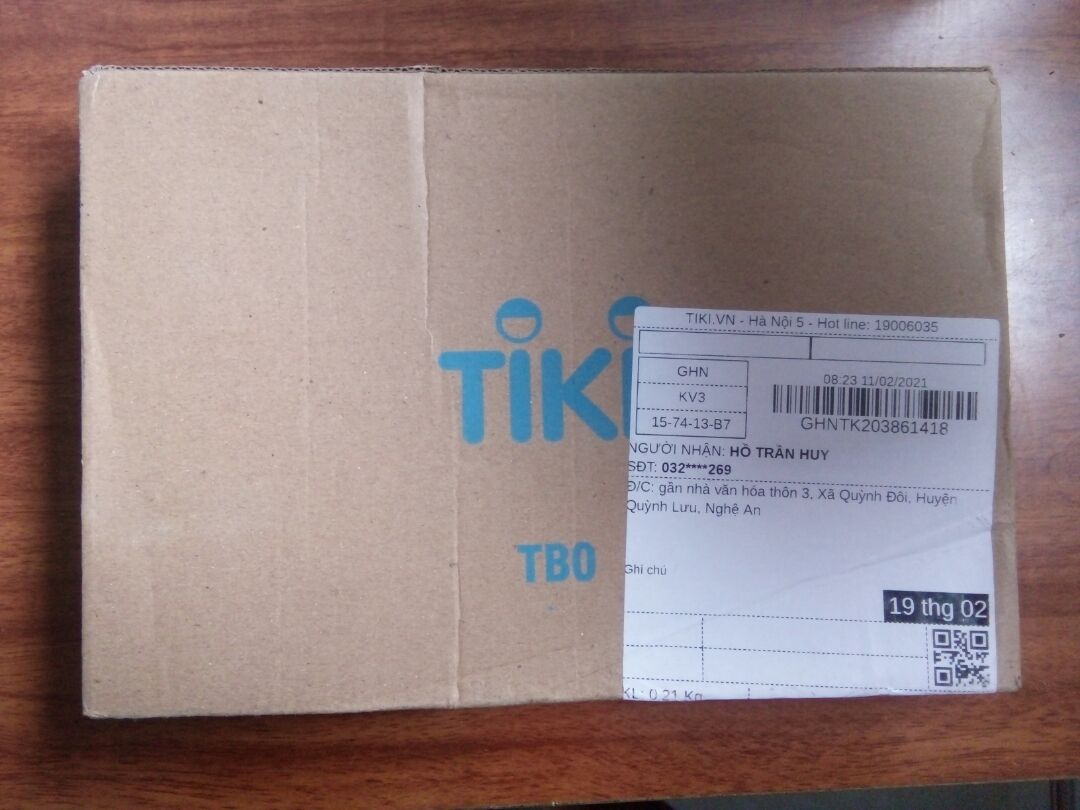 TIKI
TBO
TIKI.VN - Hà Nội 5 - Hot line: 19006035
GHN
KV3
15-74-13-B7
08:23 11/02/2021
GHNTK203861418
NGƯỜI NHẬN: HỒ TRẦN HUY
SĐT: 032****269
Đ/C: gần nhà văn hóa thôn 3, Xã Quỳnh Đôi, Huyện
Quỳnh Lưu, Nghệ An
Ghi chú
19 thg 02
KL: 0.21 Kg